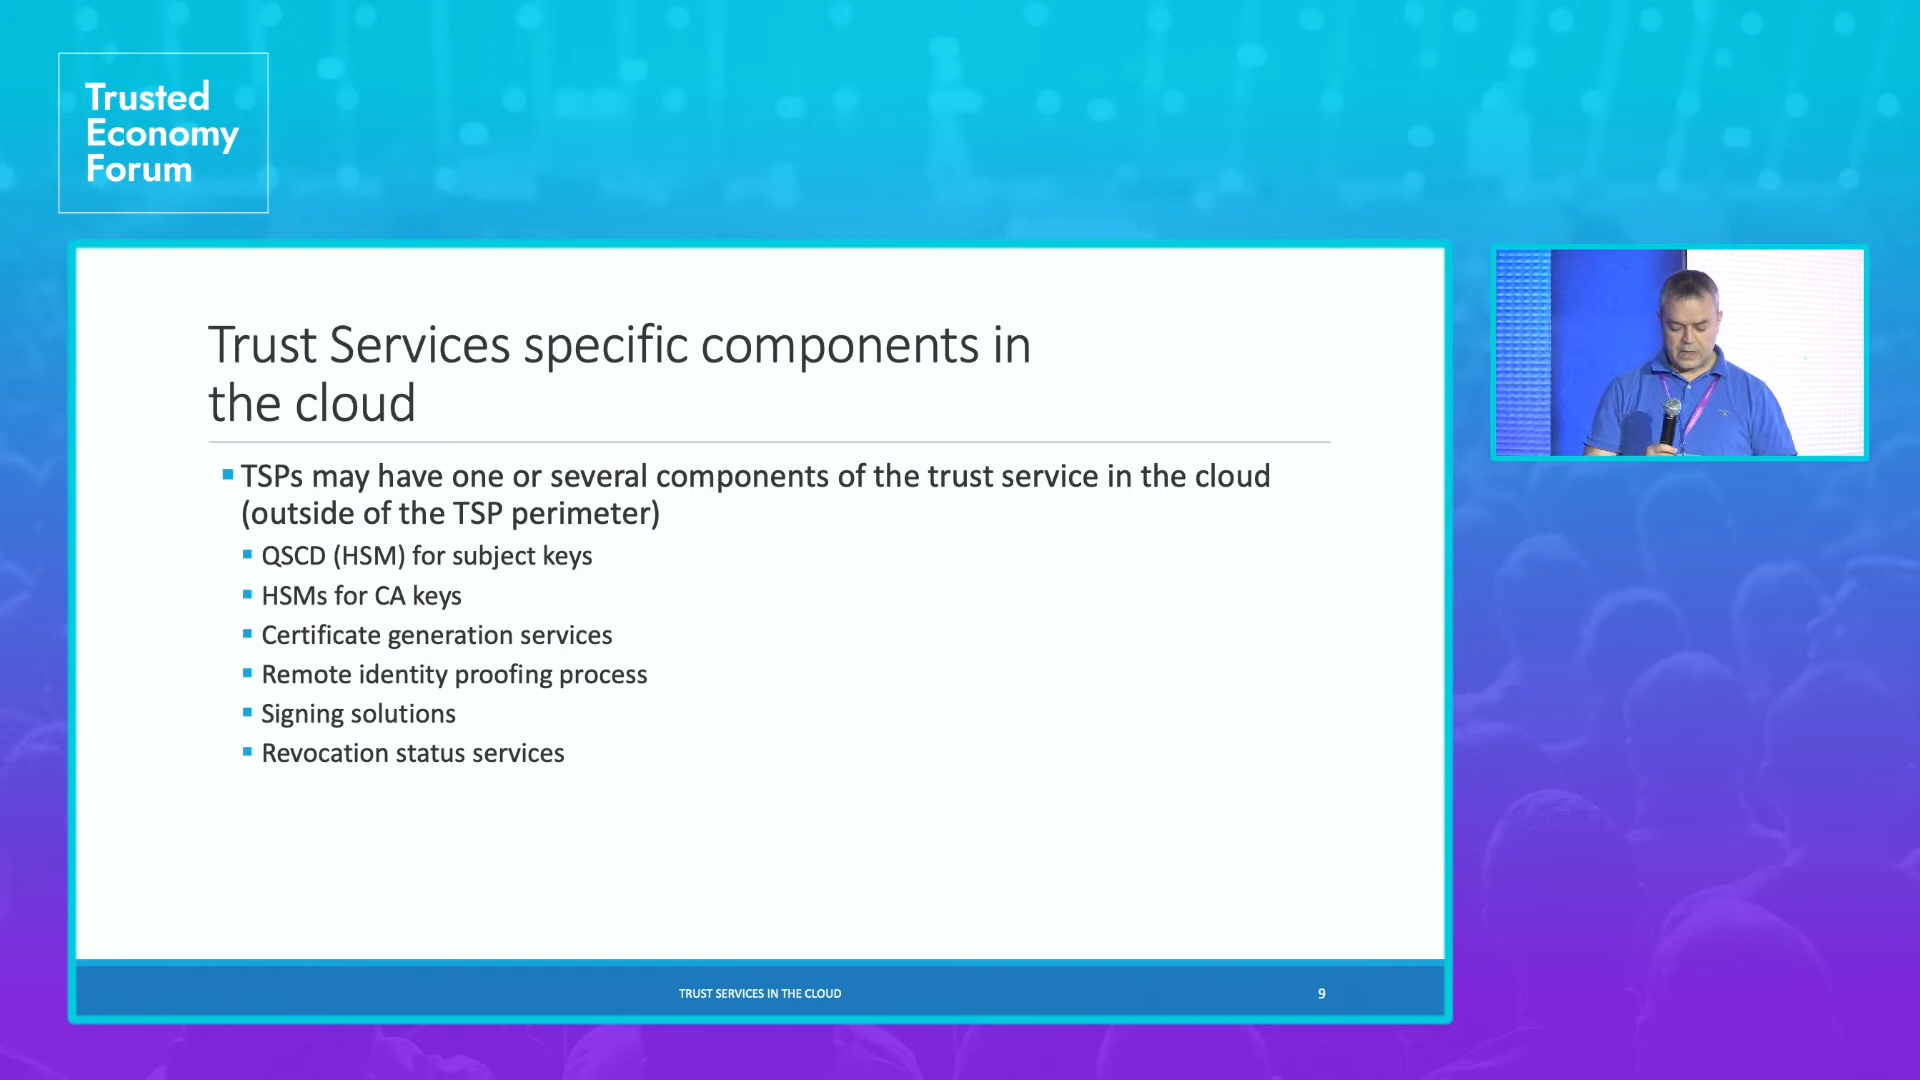 Trusted
Economy
Forum
Trust Services specific components in
the cloud
TSPs may have one or several components of the trust service in the cloud
(outside of the TSP perimeter)
QSCD (HSM) for subject keys
HSMs for CA keys
Certificate generation services
Remote identity proofing process
Signing solutions
Revocation status services
TRUST SERVICES IN THE CLOUD
9